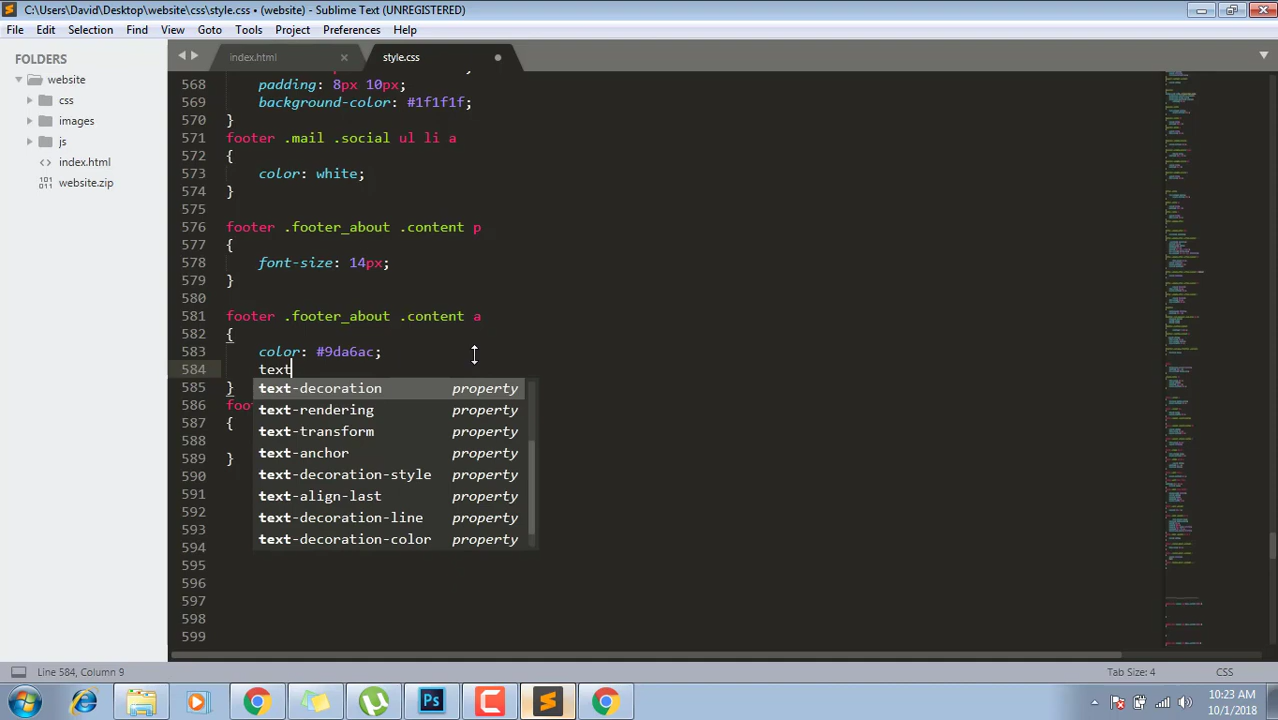 C:\Users\David\Desktop\website\css\style.css • (website) - Sublime Text (UNREGISTERED)
File Edit Selection Find View Goto Tools Project Preferences Help
FOLDERS
website
css
images
js
index.html
website.zip
index.html
style.css
568 padding: 8px 10px;
569 background-color: #1f1f1f;
570 }
571 footer .mail .social ul li a
572 {
573 color: white;
574 }
575
576 footer .footer_about .content p
577 {
578 font-size: 14px;
579 }
580
581 footer .footer_about .content a
582 {
583 color: #9da6ac;
584 text
585 }
586 foo
587 {
588
589 }
590
591
592
593
594
595
596
597
598
599
text-decoration property
text-rendering property
text-transform property
text-anchor property
text-decoration-style property
text-align-last property
text-decoration-line property
text-decoration-color property
Line 584, Column 9
Tab Size: 4
CSS
10:23 AM
10/1/2018